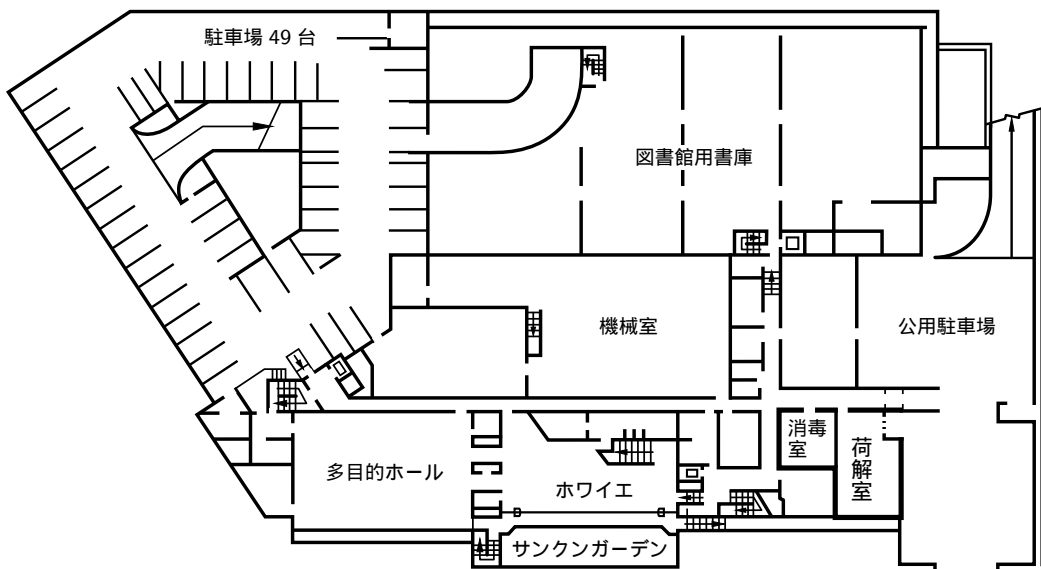 駐車場 49 台
図書館用書庫
機械室
公用駐車場
消毒
室
荷
解
室
多目的ホール
ホワイエ
サンクンガーデン